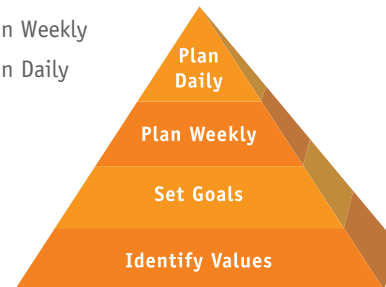 n Weekly
n Daily
Plan
Daily
Plan Weekly
Set Goals
Identify Values